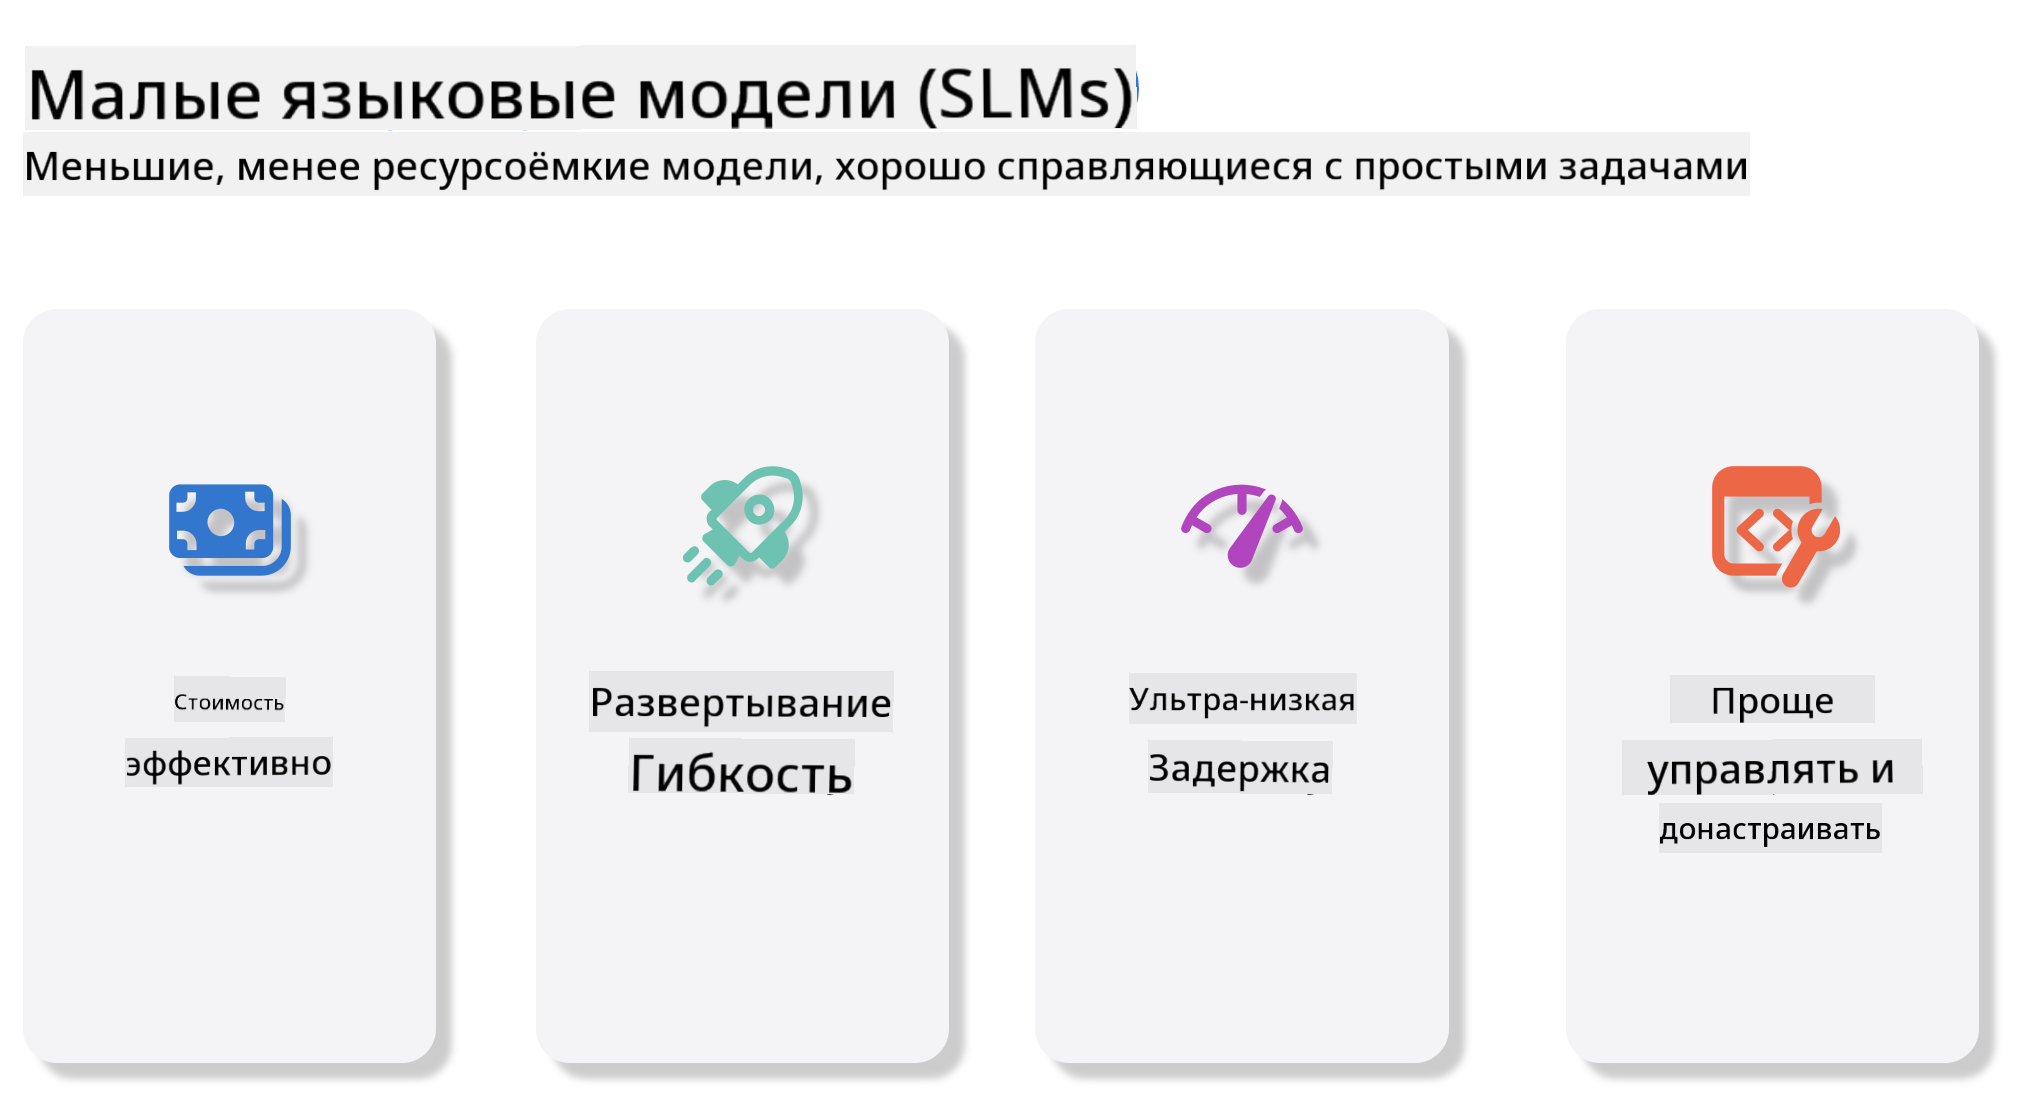 Малые языковые модели (SLMs)
Меньшие, менее ресурсоёмкие модели, хорошо справляющиеся с простыми задачами
Стоимость
эффективно
Развертывание
Гибкость
Ультра-низкая
Задержка
Проще
управлять и
донастраивать